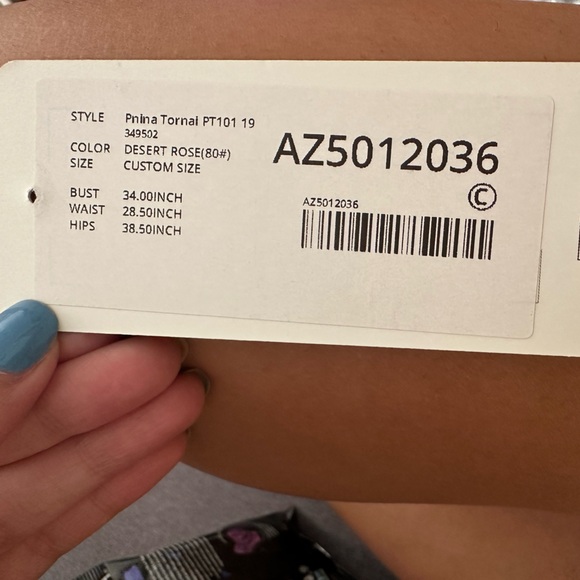 STYLE Pnina Tornai PT101 19
349502
COLOR DESERT ROSE(80#)
SIZE CUSTOM SIZE
BUST 34.00INCH
WAIST 28.50INCH
HIPS 38.50INCH
AZ5012036
©
AZ5012036